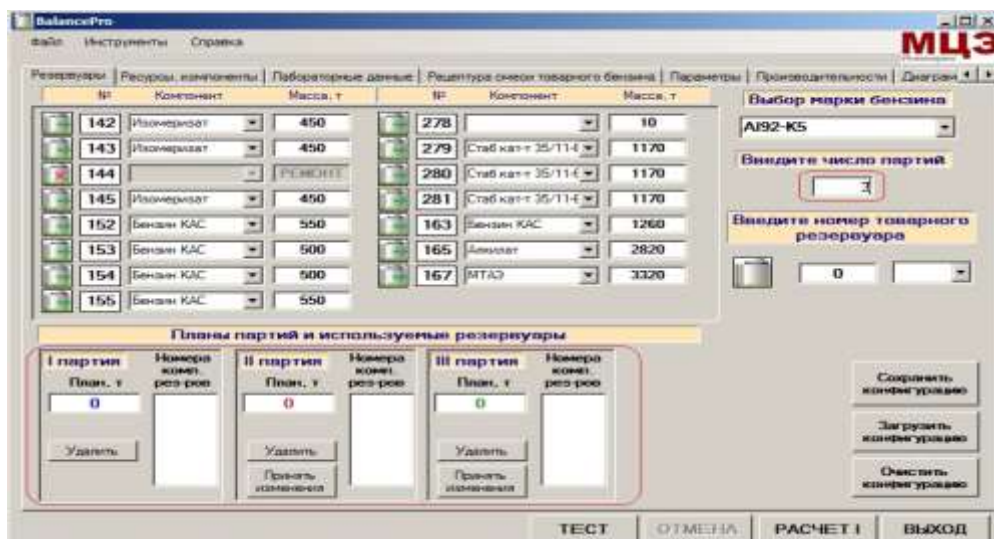 BalancePro
Файл Инструменты Справка
МЦЭ
Резервуары Ресурсы, компоненты Лабораторные данные Рецептура смеси товарного бензина Параметры Производительности Диаграм
№ Компонент Масса, т № Компонент Масса, т
Выбор марки бензина
142 Изомеризат 450 278 10
AI92-K5
143 Изомеризат 450 279 Стаб кат-т 35/11-6 1170
Введите число партий
144 РЕМОНТ 280 Стаб кат-т 35/11-6 1170
3
145 Изомеризат 450 281 Стаб кат-т 35/11-6 1170
152 Бензин КАС 550 163 Бензин КАС 1260
Введите номер товарного
резервуара
153 Бензин КАС 500 165 Алкилат 2820
154 Бензин КАС 500 167 МТАЭ 3320
0
155 Бензин КАС 550
Планы партий и используемые резервуары
I партия Номера комп. рез-ров II партия Номера комп. рез-ров III партия Номера комп. рез-ров
План, т План, т План, т
0 0 0
Удалить Удалить Удалить
Принять изменения Принять изменения
Сохранить конфигурацию
Загрузить конфигурацию
Очистить конфигурацию
ТЕСТ ОТМЕНА РАСЧЕТ I ВЫХОД